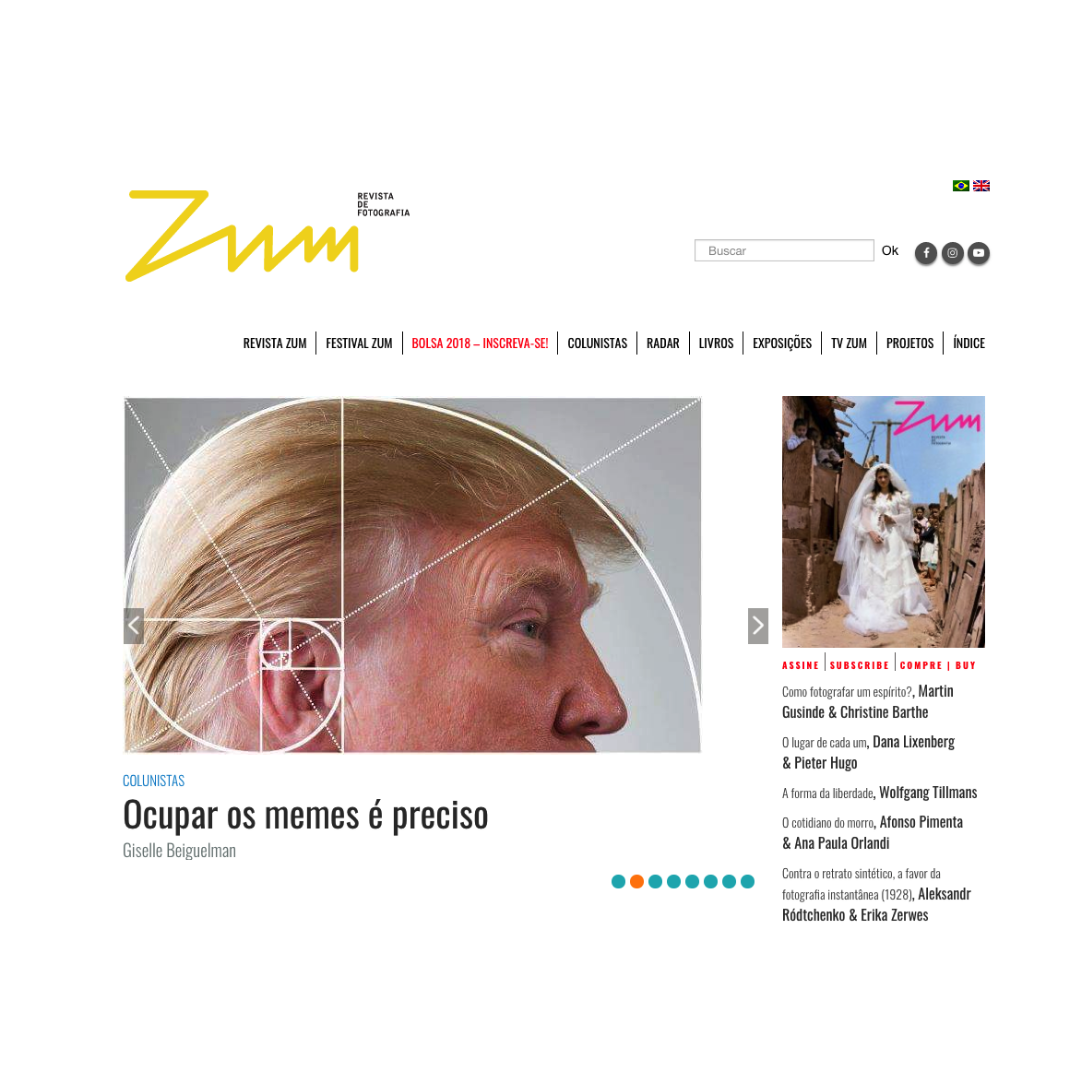 Zum
REVISTA
DE
FOTOGRAFIA
Buscar
Ok
REVISTA ZUM
FESTIVAL ZUM
BOLSA 2018 – INSCREVA-SE!
COLUNISTAS
RADAR
LIVROS
EXPOSIÇÕES
TV ZUM
PROJETOS
ÍNDICE
COLUNISTAS
Ocupar os memes é preciso
Giselle Beiguelman
Zum
ASSINE
SUBSCRIBE
COMPRE | BUY
Como fotografar um espírito?, Martin
Gusinde & Christine Barthe
O lugar de cada um, Dana Lixenberg
& Pieter Hugo
A forma da liberdade, Wolfgang Tillmans
O cotidiano do morro, Afonso Pimenta
& Ana Paula Orlandi
Contra o retrato sintético, a favor da
fotografia instantânea (1928), Aleksandr
Ródtchenko & Erika Zerwes